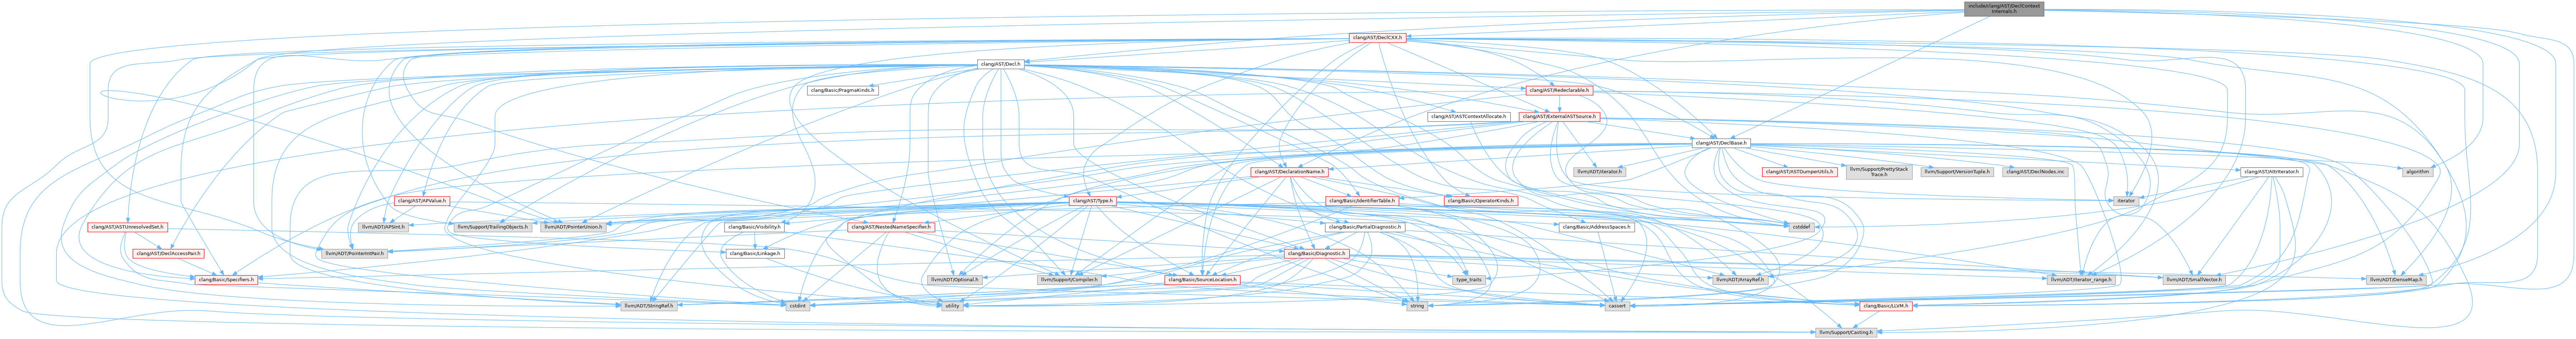 include/clang/AST/DeclContext
Internals.h
clang/AST/DeclCXX.h
clang/AST/Decl.h
clang/Basic/PragmaKinds.h
clang/AST/Redeclarable.h
clang/AST/ASTContextAllocate.h
clang/AST/ExternalASTSource.h
clang/AST/DeclBase.h
llvm/ADT/iterator.h
clang/AST/DeclarationName.h
clang/AST/ASTDumperUtils.h
llvm/Support/PrettyStack
Trace.h
llvm/Support/VersionTuple.h
clang/AST/DeclNodes.inc
clang/AST/AttrIterator.h
algorithm
clang/AST/APValue.h
clang/AST/Type.h
clang/Basic/IdentifierTable.h
clang/Basic/OperatorKinds.h
iterator
clang/AST/ASTUnresolvedSet.h
llvm/ADT/APSInt.h
llvm/Support/TrailingObjects.h
llvm/ADT/PointerUnion.h
clang/Basic/Visibility.h
clang/AST/NestedNameSpecifier.h
clang/Basic/PartialDiagnostic.h
clang/Basic/AddressSpaces.h
cstddef
clang/AST/DeclAccessPair.h
llvm/ADT/PointerIntPair.h
clang/Basic/Linkage.h
clang/Basic/Diagnostic.h
clang/Basic/Specifiers.h
llvm/ADT/Optional.h
llvm/Support/Compiler.h
clang/Basic/SourceLocation.h
type_traits
llvm/ADT/ArrayRef.h
llvm/ADT/iterator_range.h
llvm/ADT/SmallVector.h
llvm/ADT/DenseMap.h
llvm/ADT/StringRef.h
cstdint
utility
string
cassert
clang/Basic/LLVM.h
llvm/Support/Casting.h